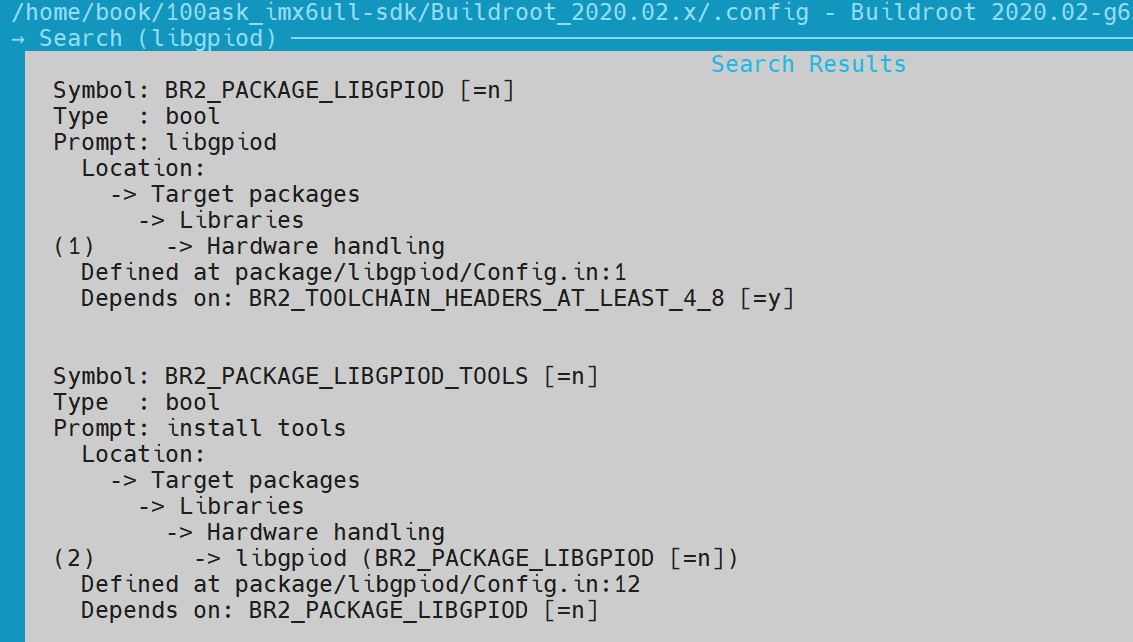 /home/book/100ask_imx6ull-sdk/Buildroot_2020.02.x/.config - Buildroot 2020.02-g6
→ Search (libgpiod)
Search Results
Symbol: BR2_PACKAGE_LIBGPIOD [=n]
Type  : bool
Prompt: libgpiod
  Location:
    -> Target packages
      -> Libraries
(1)     -> Hardware handling
  Defined at package/libgpiod/Config.in:1
  Depends on: BR2_TOOLCHAIN_HEADERS_AT_LEAST_4_8 [=y]
Symbol: BR2_PACKAGE_LIBGPIOD_TOOLS [=n]
Type  : bool
Prompt: install tools
  Location:
    -> Target packages
      -> Libraries
        -> Hardware handling
(2)       -> libgpiod (BR2_PACKAGE_LIBGPIOD [=n])
  Defined at package/libgpiod/Config.in:12
  Depends on: BR2_PACKAGE_LIBGPIOD [=n]